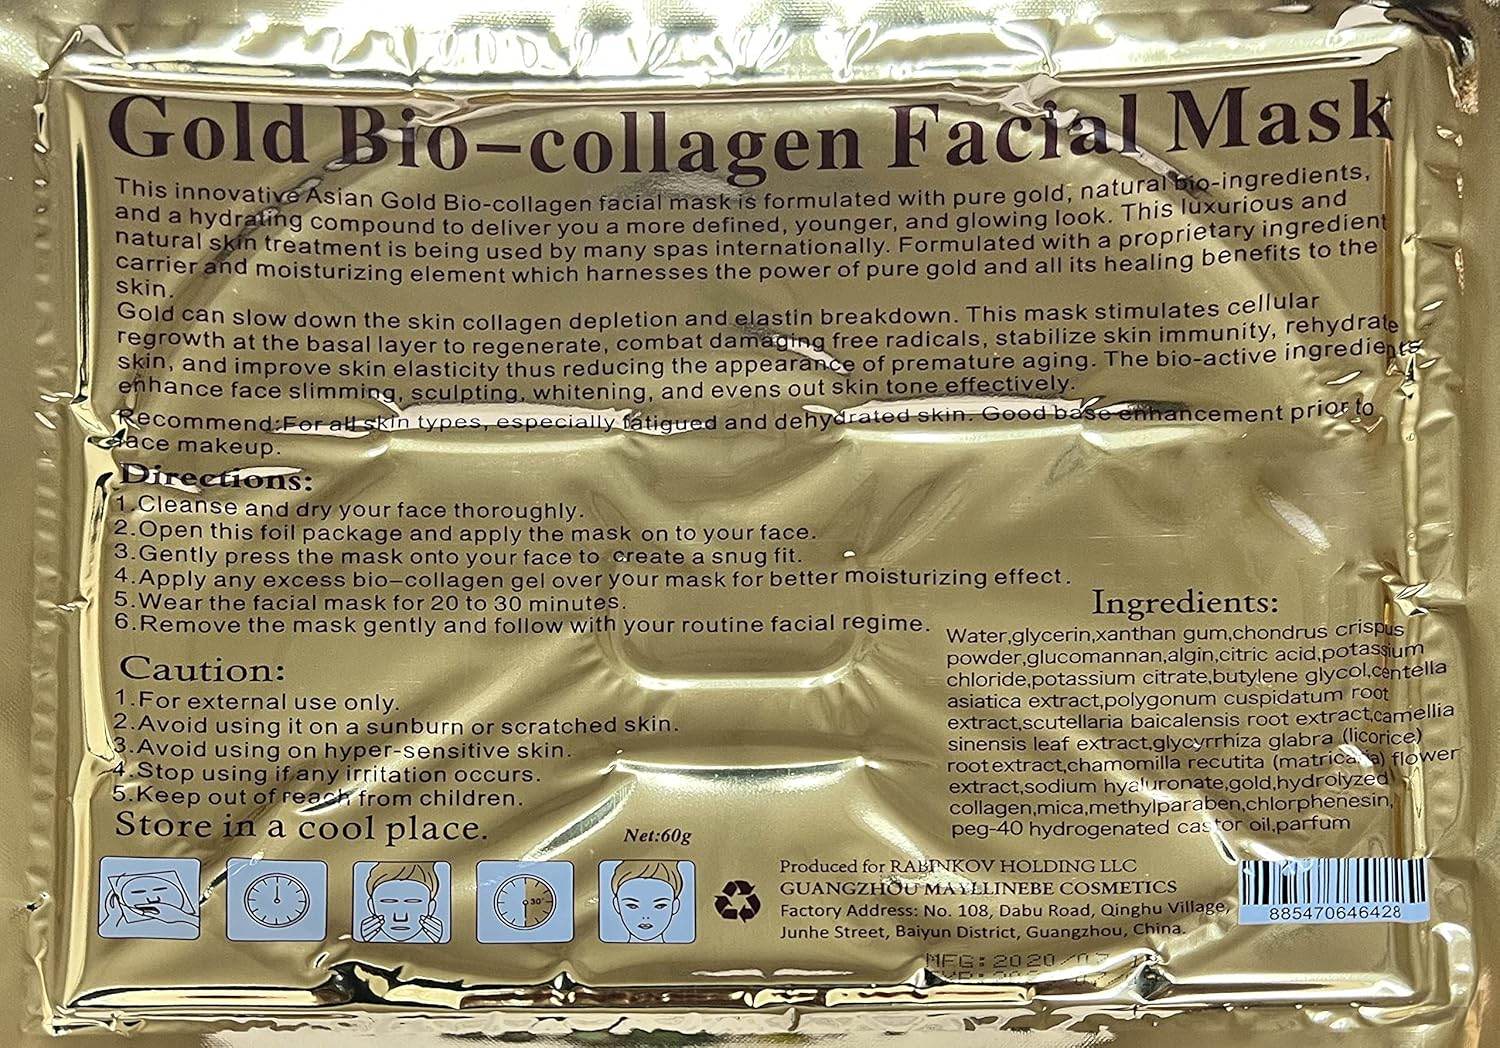 Gold Bio-collagen Facial Mask
This innovative Asian Gold Bio-collagen facial mask is formulated with pure gold, natural bio-ingredients,
and a hydrating compound to deliver you a more defined, younger, and glowing look. This luxurious and
natural skin treatment is being used by many spas internationally. Formulated with a proprietary ingredient
carrier and moisturizing element which harnesses the power of pure gold and all its healing benefits to the
skin.
Gold can slow down the skin collagen depletion and elastin breakdown. This mask stimulates cellular
regrowth at the basal layer to regenerate, combat damaging free radicals, stabilize skin immunity, rehydrate
skin, and improve skin elasticity thus reducing the appearance of premature aging. The bio-active ingredients
enhance face slimming, sculpting, whitening, and evens out skin tone effectively.
Recommend:For all skin types, especially fatigued and dehydrated skin. Good base enhancement prior to
face makeup.
Directions:
1.Cleanse and dry your face thoroughly.
2.Open this foil package and apply the mask on to your face.
3.Gently press the mask onto your face to create a snug fit.
4.Apply any excess bio-collagen gel over your mask for better moisturizing effect.
5.Wear the facial mask for 20 to 30 minutes.
6.Remove the mask gently and follow with your routine facial regime.
Caution:
1.For external use only.
2.Avoid using it on a sunburn or scratched skin.
3.Avoid using on hyper-sensitive skin.
4.Stop using if any irritation occurs.
5.Keep out of reach from children.
Store in a cool place.
Net:60g
30"
Ingredients:
Water,glycerin,xanthan gum,chondrus crispus
powder,glucomannan,algin,citric acid,potassium
chloride,potassium citrate,butylene glycol,centella
asiatica extract,polygonum cuspidatum root
extract,scutellaria baicalensis root extract,camellia
sinensis leaf extract,glycyrrhiza glabra (licorice)
root extract,chamomilla recutita (matricaria) flower
extract,sodium hyaluronate,gold,hydrolyzed
collagen,mica,methylparaben,chlorphenesin,
peg-40 hydrogenated castor oil,parfum
Produced for RABINKOV HOLDING LLC
GUANGZHOU MAYLLINEBE COSMETICS
Factory Address: No. 108, Dabu Road, Qinghu Village,
Junhe Street, Baiyun District, Guangzhou, China.
885470646428
MFG: 2020/07